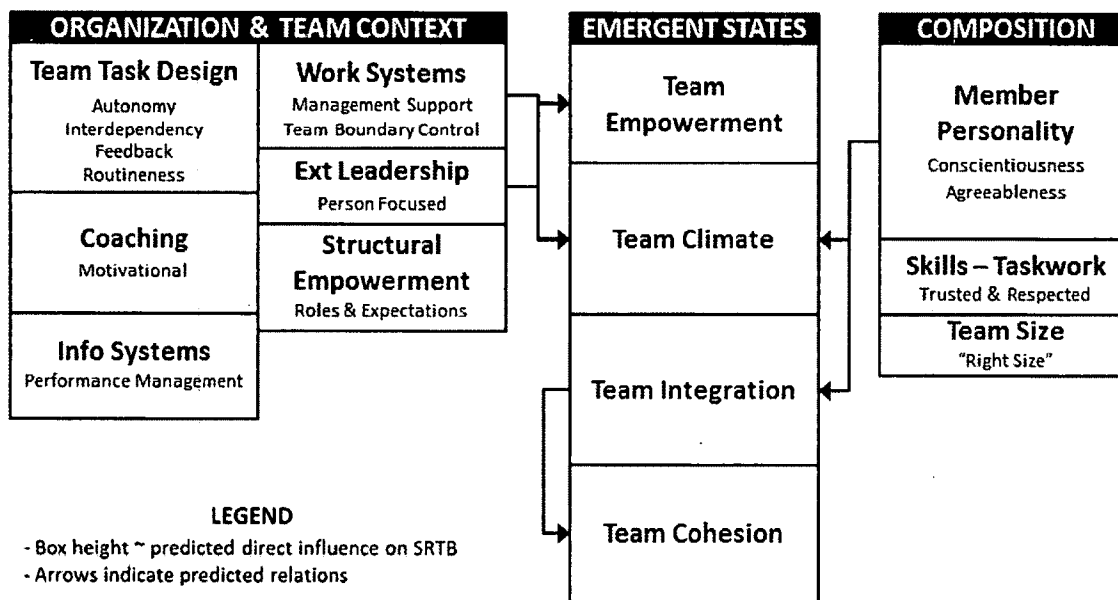 ORGANIZATION & TEAM CONTEXT
Team Task Design
Autonomy
Interdependency
Feedback
Routineness
Coaching
Motivational
Info Systems
Performance Management
Work Systems
Management Support
Team Boundary Control
Ext Leadership
Person Focused
Structural
Empowerment
Roles & Expectations
EMERGENT STATES
Team
Empowerment
Team Climate
Team Integration
Team Cohesion
COMPOSITION
Member
Personality
Conscientiousness
Agreeableness
Skills – Taskwork
Trusted & Respected
Team Size
“Right Size”
LEGEND
- Box height ~ predicted direct influence on SRTB
- Arrows indicate predicted relations